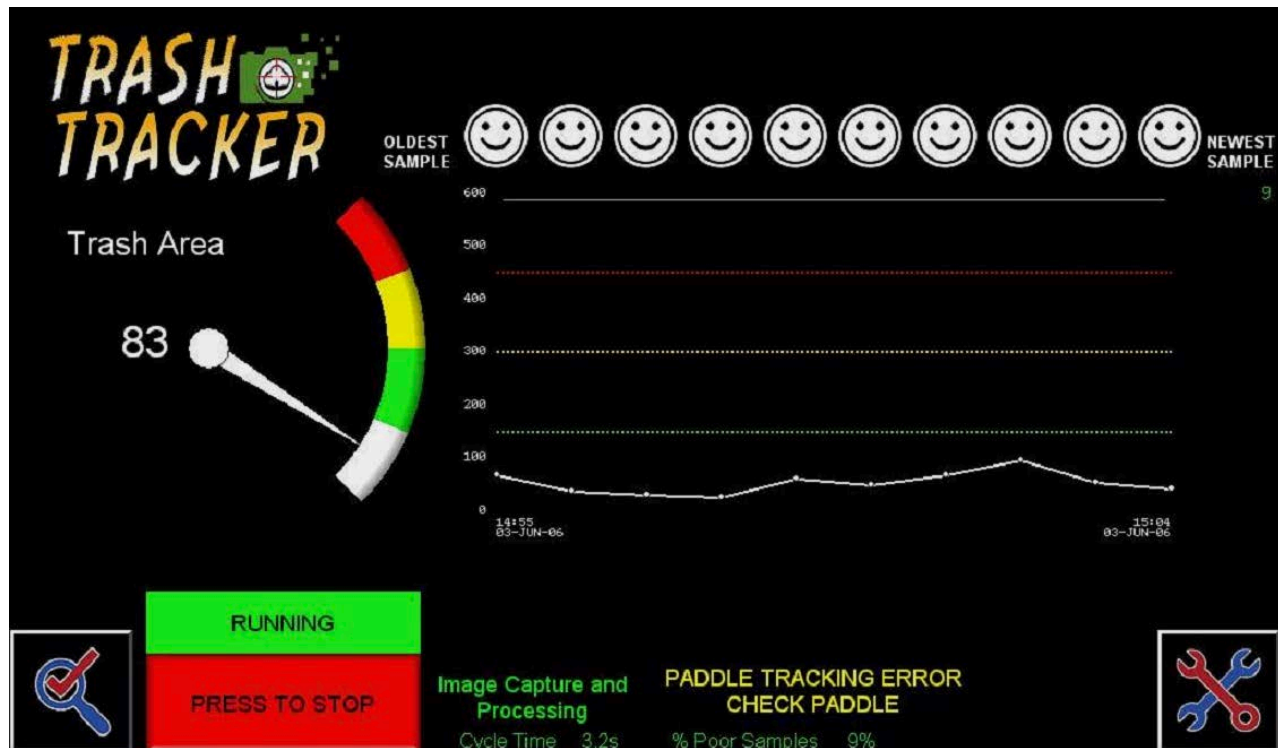 TRASH
TRACKER
OLDEST
SAMPLE
NEWEST
SAMPLE
9
Trash Area
83
600
500
400
300
200
100
0
14:55
03-JUN-06
15:04
03-JUN-06
RUNNING
PRESS TO STOP
Image Capture and
Processing
Cycle Time 3.2s
PADDLE TRACKING ERROR
CHECK PADDLE
% Poor Samples 9%